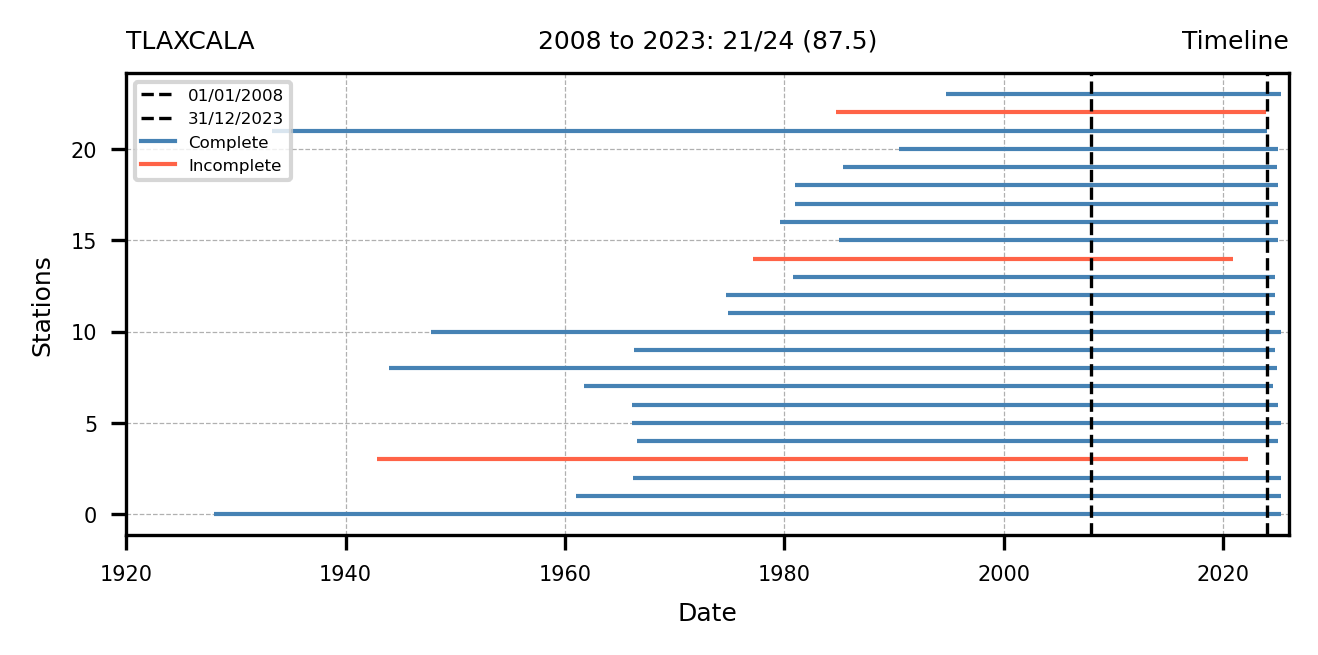 TLAXCALA
2008 to 2023: 21/24 (87.5)
Timeline
01/01/2008
31/12/2023
Complete
Incomplete
20
15
10
5
0
Stations
1920
1940
1960
1980
2000
2020
Date